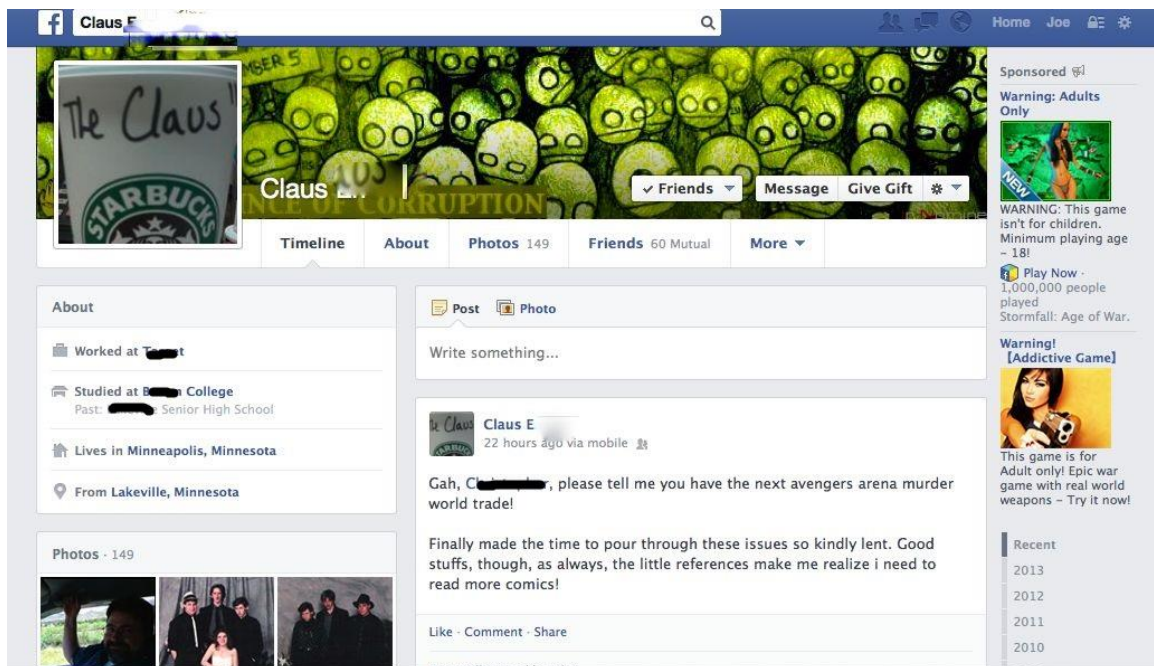 Claus E
Home Joe
BER 5
The Claus
STARBUCKS
Claus
CORRUPTION
Friends
Message Give Gift
Timeline About Photos 149 Friends 60 Mutual More
About
Worked at
Studied at College
Past: Senior High School
Lives in Minneapolis, Minnesota
From Lakeville, Minnesota
Photos · 149
Post Photo
Write something...
Claus E
22 hours ago via mobile
Gah, please tell me you have the next avengers arena murder
world trade!
Finally made the time to pour through these issues so kindly lent. Good
stuffs, though, as always, the little references make me realize i need to
read more comics!
Like · Comment · Share
Sponsored
Warning: Adults
Only
NEW
WARNING: This game
isn't for children.
Minimum playing age
– 18!
Play Now ·
1,000,000 people
played
Stormfall: Age of War.
Warning!
【Addictive Game】
This game is for
Adult only! Epic war
game with real world
weapons – Try it now!
Recent
2013
2012
2011
2010